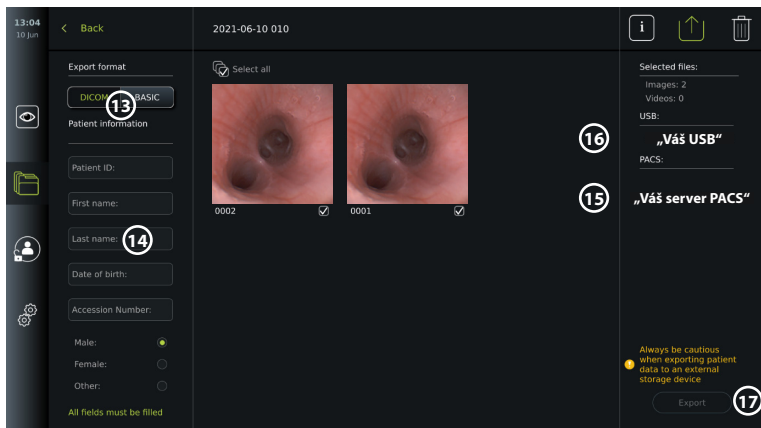 13:04
10 Jun
Back
2021-06-10 010
i
Export format
DICOM
13
BASIC
Patient information
Patient ID:
First name:
Last name:
14
Date of birth:
Accession Number:
Male:
Female:
Other:
All fields must be filled
Select all
0002
0001
Selected files:
Images: 2
Videos: 0
USB:
16
„Váš USB“
PACS:
15
„Váš server PACS“
Always be cautious
when exporting patient
data to an external
storage device
Export
17